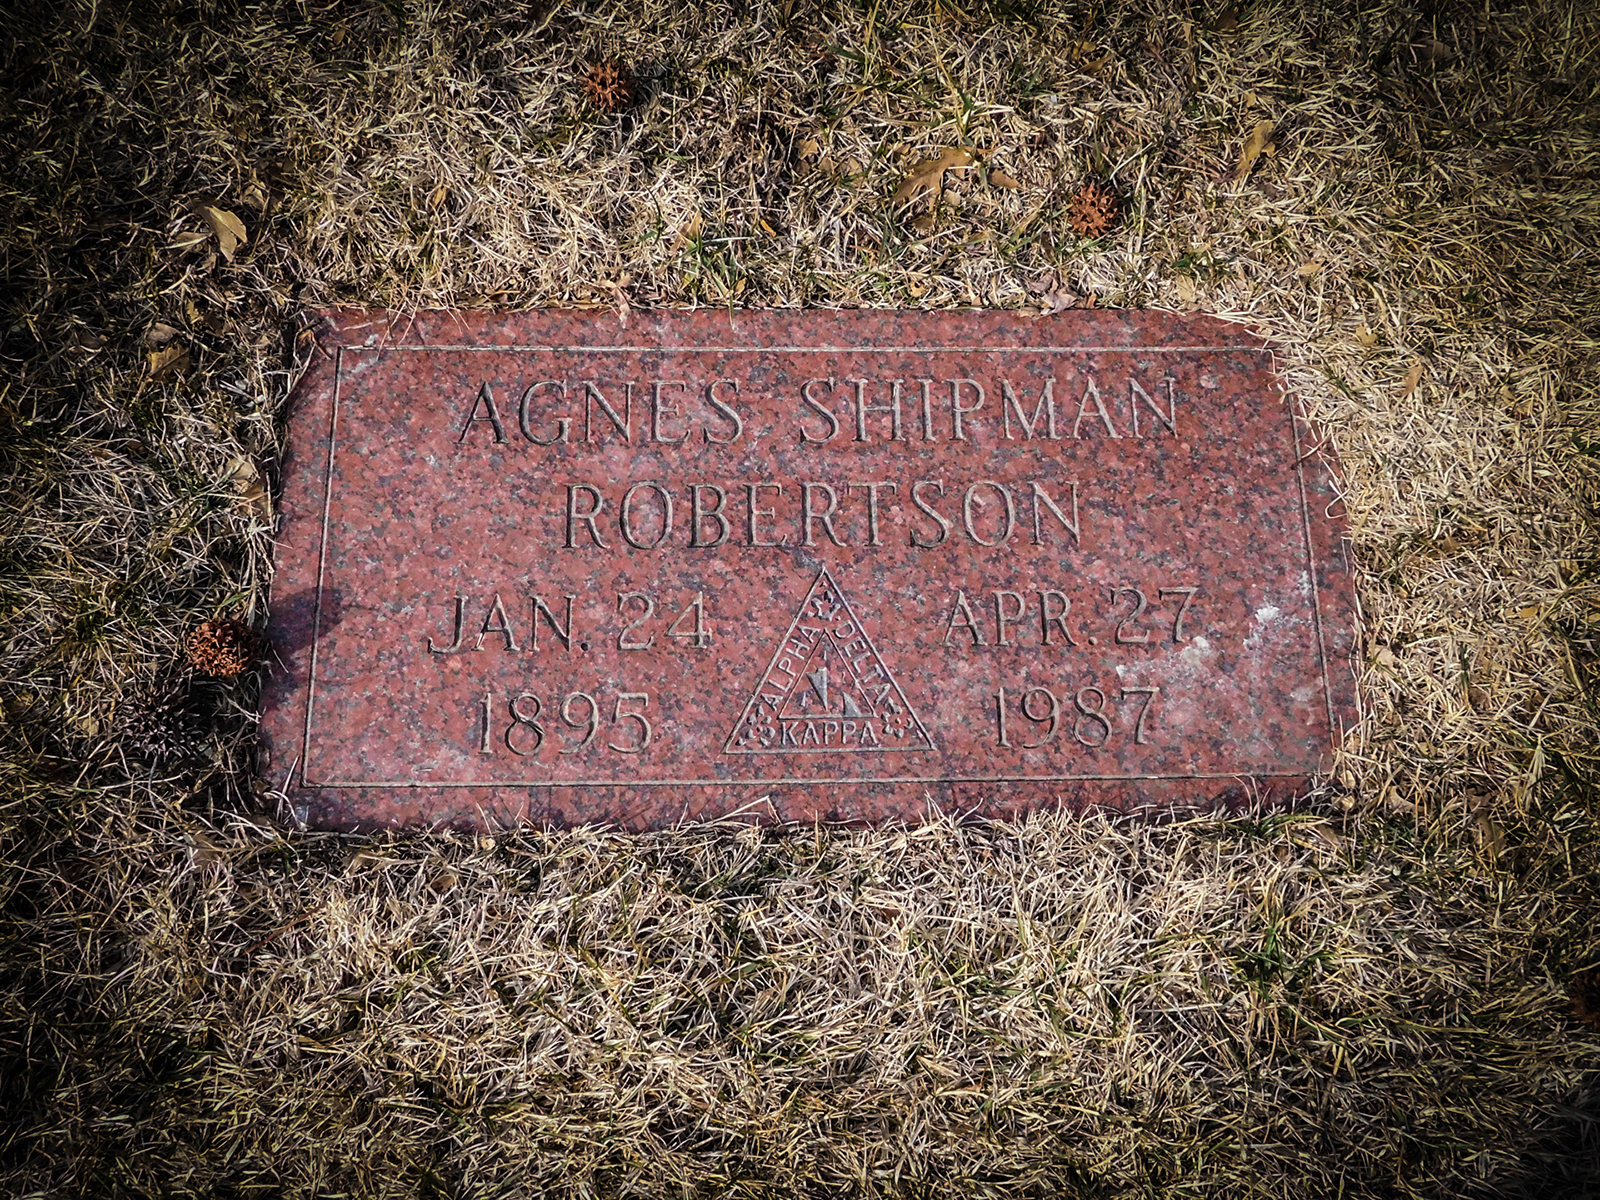 AGNES SHIPMAN
ROBERTSON
JAN. 24
1895
ALPHA
DELTA
KAPPA
APR. 27
1987